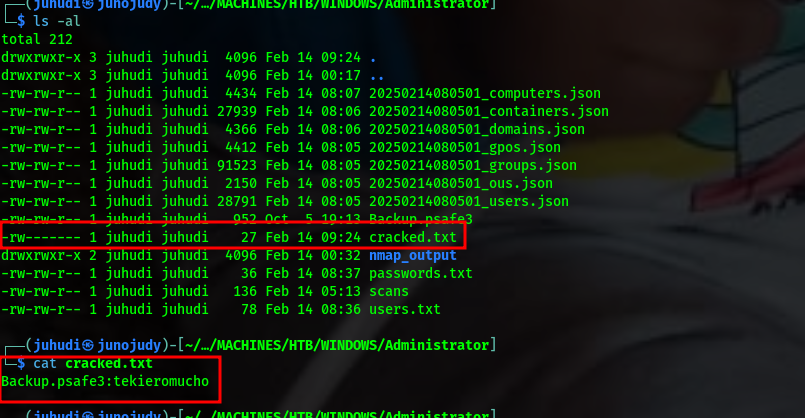 ┌──(juhudi㉿junojudy)-[~/…/MACHINES/HTB/WINDOWS/Administrator]
└─$ ls -al
total 212
drwxrwxr-x 3 juhudi juhudi  4096 Feb 14 09:24 .
drwxrwxr-x 3 juhudi juhudi  4096 Feb 14 00:17 ..
-rw-rw-r-- 1 juhudi juhudi  4434 Feb 14 08:07 20250214080501_computers.json
-rw-rw-r-- 1 juhudi juhudi 27939 Feb 14 08:06 20250214080501_containers.json
-rw-rw-r-- 1 juhudi juhudi  4366 Feb 14 08:06 20250214080501_domains.json
-rw-rw-r-- 1 juhudi juhudi  4412 Feb 14 08:05 20250214080501_gpos.json
-rw-rw-r-- 1 juhudi juhudi 91523 Feb 14 08:05 20250214080501_groups.json
-rw-rw-r-- 1 juhudi juhudi  2150 Feb 14 08:05 20250214080501_ous.json
-rw-rw-r-- 1 juhudi juhudi 28791 Feb 14 08:05 20250214080501_users.json
-rw-rw-r-- 1 juhudi juhudi   952 Oct  5 19:13 Backup.psafe3
-rw------- 1 juhudi juhudi    27 Feb 14 09:24 cracked.txt
drwxrwxr-x 2 juhudi juhudi  4096 Feb 14 00:32 nmap_output
-rw-rw-r-- 1 juhudi juhudi    36 Feb 14 08:37 passwords.txt
-rw-rw-r-- 1 juhudi juhudi   136 Feb 14 05:13 scans
-rw-rw-r-- 1 juhudi juhudi    78 Feb 14 08:36 users.txt
┌──(juhudi㉿junojudy)-[~/…/MACHINES/HTB/WINDOWS/Administrator]
└─$ cat cracked.txt
Backup.psafe3:tekieromucho
┌──(juhudi㉿junojudy)-[~/…/MACHINES/HTB/WINDOWS/Administrator]